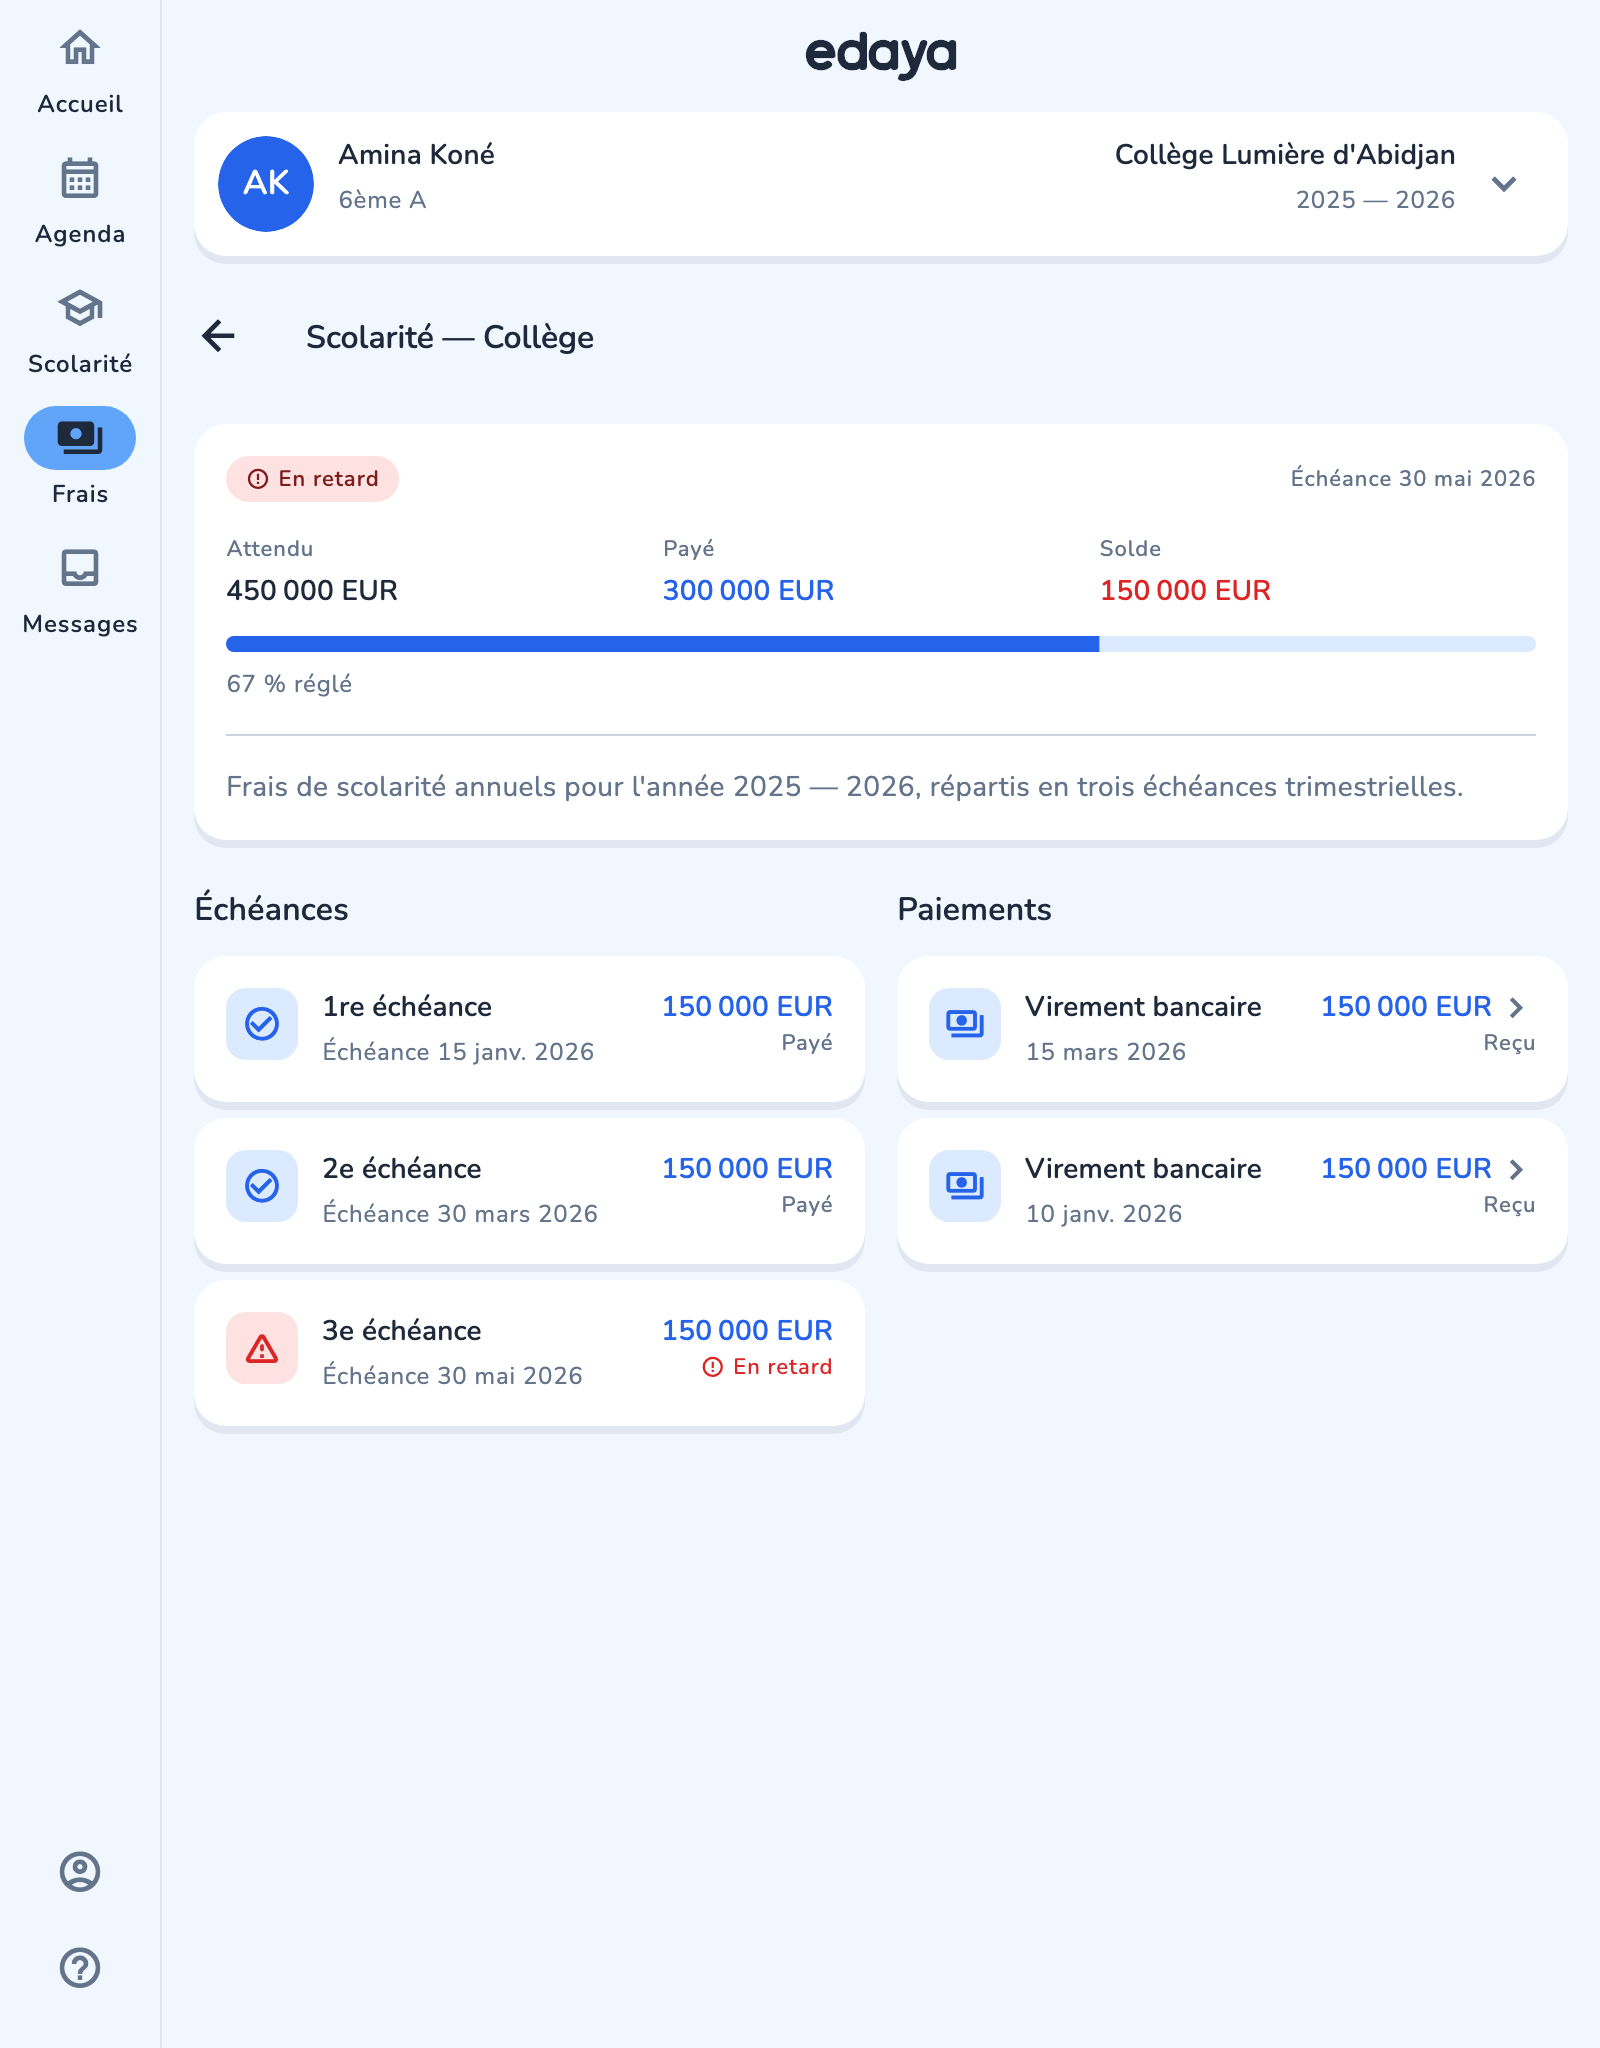 edaya
Accueil
Agenda
Scolarité
Frais
Messages
AK
Amina Koné
6ème A
Collège Lumière d'Abidjan
2025 — 2026
Scolarité — Collège
En retard
Échéance 30 mai 2026
Attendu
450 000 EUR
Payé
300 000 EUR
Solde
150 000 EUR
67 % réglé
Frais de scolarité annuels pour l'année 2025 — 2026, répartis en trois échéances trimestrielles.
Échéances
1re échéance
150 000 EUR
Échéance 15 janv. 2026
Payé
2e échéance
150 000 EUR
Échéance 30 mars 2026
Payé
3e échéance
150 000 EUR
Échéance 30 mai 2026
En retard
Paiements
Virement bancaire
150 000 EUR
15 mars 2026
Reçu
Virement bancaire
150 000 EUR
10 janv. 2026
Reçu